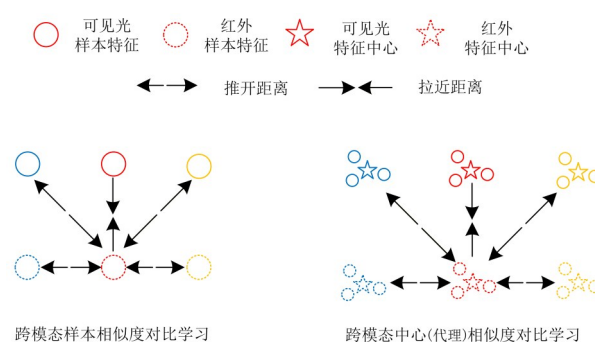 可见光
样本特征
红外
样本特征
可见光
特征中心
红外
特征中心
推开距离
拉近距离
跨模态样本相似度对比学习
跨模态中心(代理)相似度对比学习